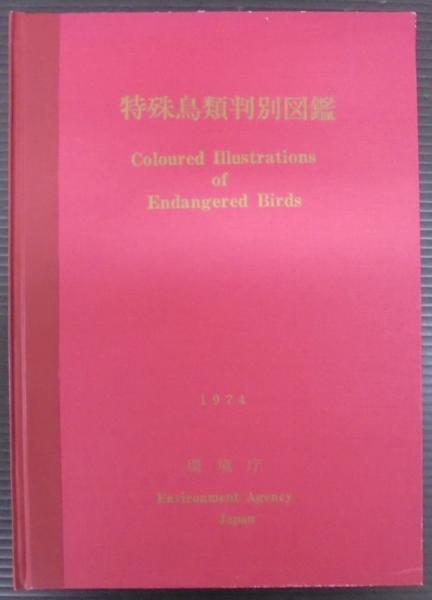 特殊鳥類判別図鑑
Coloured Illustrations
of
Endangered Birds
1974
環境庁
Environment Agency
Japan